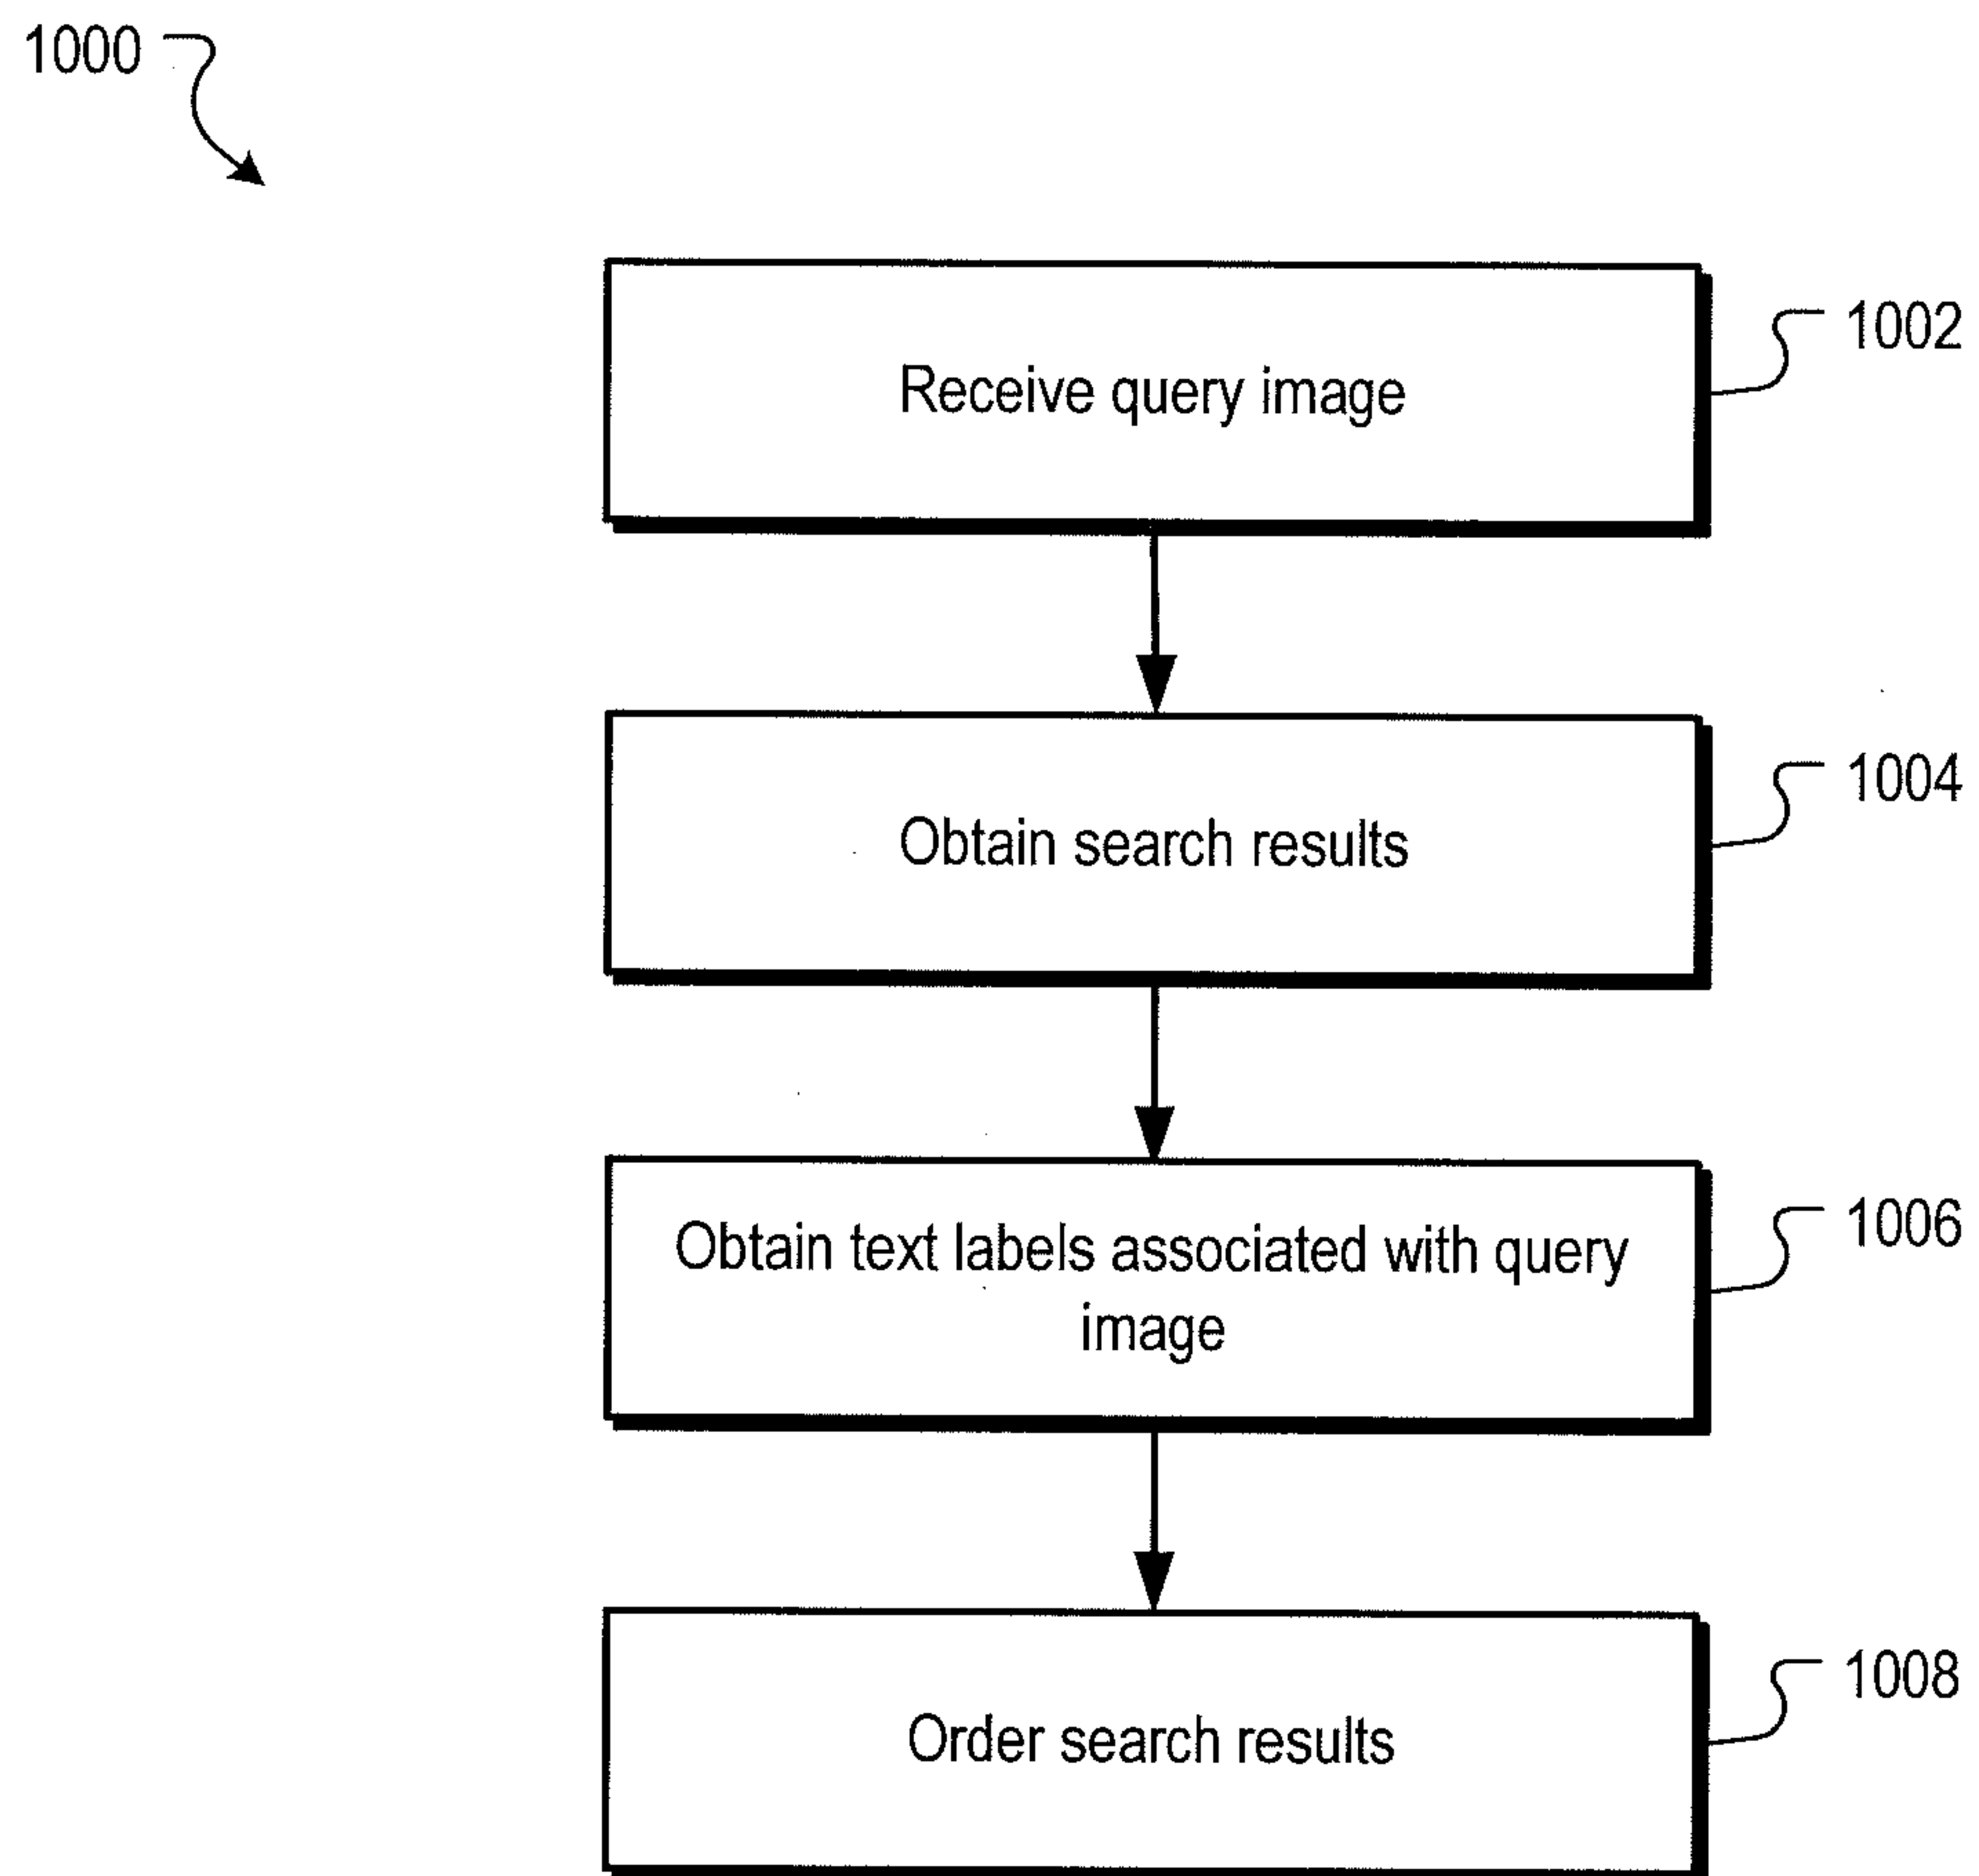 1000
Receive query image
1002
Obtain search results
1004
Obtain text labels associated with query
image
1006
Order search results
1008